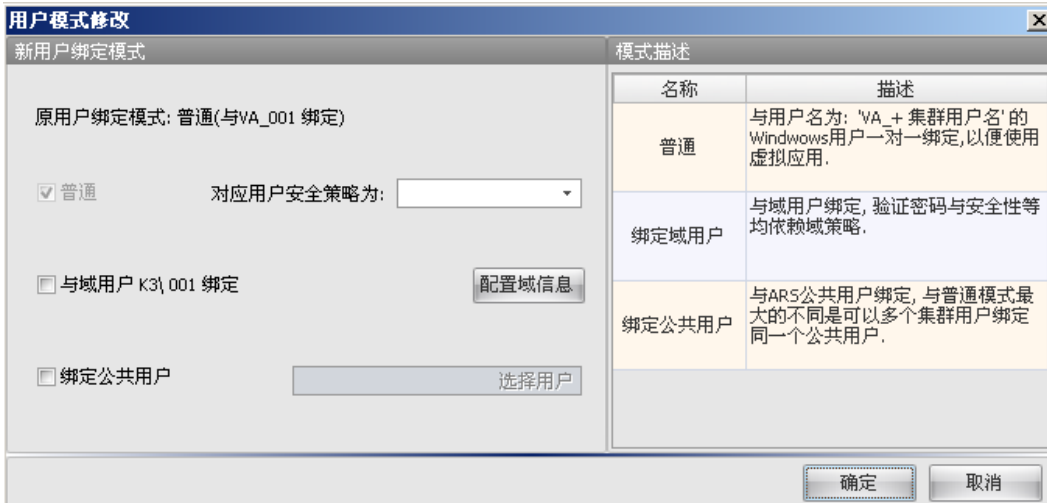 用户模式修改
新用户绑定模式
原用户绑定模式: 普通(与VA_001 绑定)
普通
对应用户安全策略为:
与域用户 K3\ 001 绑定
配置域信息
绑定公共用户
选择用户
模式描述
名称 描述
普通
与用户名为: 'VA_+ 集群用户名' 的
Windwows用户一对一绑定,以便使用
虚拟应用.
绑定域用户
与域用户绑定, 验证密码与安全性等
均依赖域策略.
绑定公共用户
与ARS公共用户绑定, 与普通模式最
大的不同是可以多个集群用户绑定
同一个公共用户.
确定
取消